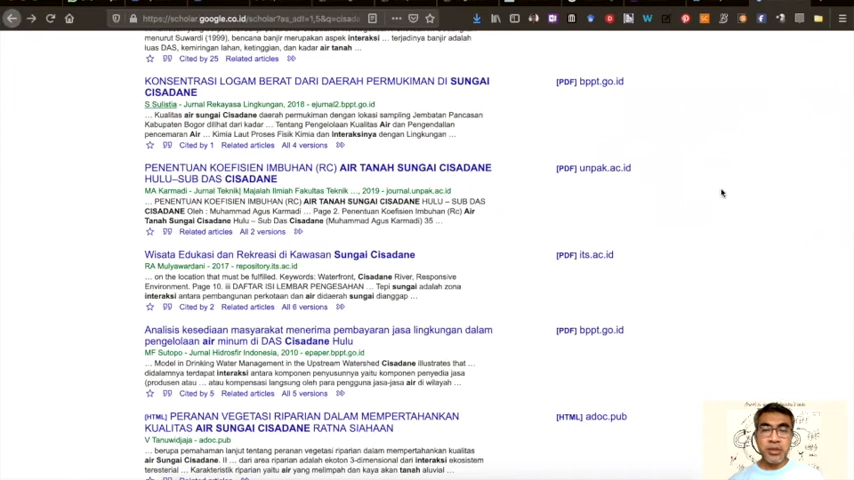 https://scholar.google.co.id/scholar?as_sdt=1,5&q=cisad
menurut Suwardi (1999), bencana banjir merupakan aspek interaksi ... terjadinya banjir adalah
luas DAS, kemiringan lahan, ketinggian, dan kadar air tanah ...
Cited by 25 Related articles
KONSENTRASI LOGAM BERAT DARI DAERAH PERMUKIMAN DI SUNGAI
CISADANE
[PDF] bppt.go.id
S Sulistia - Jurnal Rekayasa Lingkungan, 2018 - ejurnal2.bppt.go.id
... Kualitas air sungai Cisadane daerah permukiman dengan lokasi sampling Jembatan Pancasan
Kabupaten Bogor dilihat dari kadar ... Tentang Pengelolaan Kualitas Air dan Pengendalian
pencemaran Air ... Kimia Laut Proses Fisik Kimia dan interaksinya dengan Lingkungan ...
Cited by 1 Related articles All 4 versions
PENENTUAN KOEFISIEN IMBUHAN (RC) AIR TANAH SUNGAI CISADANE
HULU–SUB DAS CISADANE
[PDF] unpak.ac.id
MA Karmadi - Jurnal Teknik| Majalah Ilmiah Fakultas Teknik ..., 2019 - journal.unpak.ac.id
... PENENTUAN KOEFISIEN IMBUHAN (RC) AIR TANAH SUNGAI CISADANE HULU – SUB DAS
CISADANE Oleh : Muhammad Agus Karmadi ... Page 2. Penentuan Koefisien Imbuhan (Rc) Air
Tanah Sungai Cisadane Hulu – Sub Das Cisadane (Muhammad Agus Karmadi) 35 ...
Related articles All 2 versions
Wisata Edukasi dan Rekreasi di Kawasan Sungai Cisadane
[PDF] its.ac.id
RA Mulyawardani - 2017 - repository.its.ac.id
... on the location that must be fulfilled. Keywords: Waterfront, Cisadane River, Responsive
Environment. Page 10. iii DAFTAR ISI LEMBAR PENGESAHAN ... Tepi sungai adalah zona
interaksi antara pembangunan perkotaan dan air didaerah sungai dianggap ...
Cited by 2 Related articles All 6 versions
Analisis kesediaan masyarakat menerima pembayaran jasa lingkungan dalam
pengelolaan air minum di DAS Cisadane Hulu
[PDF] bppt.go.id
MF Sutopo - Jurnal Hidrosfir Indonesia, 2010 - epaper.bppt.go.id
... Model in Drinking Water Management in the Upstream Watershed Cisadane illustrates that ...
didalamnya terdapat interaksi antara komponen penyusunnya yaitu komponen penyedia jasa
(produsen atau ... atau kompensasi langsung oleh para pengguna jasa-jasa air di wilayah ...
Cited by 5 Related articles All 5 versions
[HTML] PERANAN VEGETASI RIPARIAN DALAM MEMPERTAHANKAN
KUALITAS AIR SUNGAI CISADANE RATNA SIAHAAN
[HTML] adoc.pub
V Tanuwidjaja - adoc.pub
... berupa pemahaman lanjut tentang peranan vegetasi riparian dalam mempertahankan kualitas
air Sungai Cisadane. II ... dari area riparian adalah ekoton 3-dimensional dari interaksi ekosistem
teresterial ... Karakteristik riparian yaitu air yang melimpah dan kaya akan tanah aluvial ...